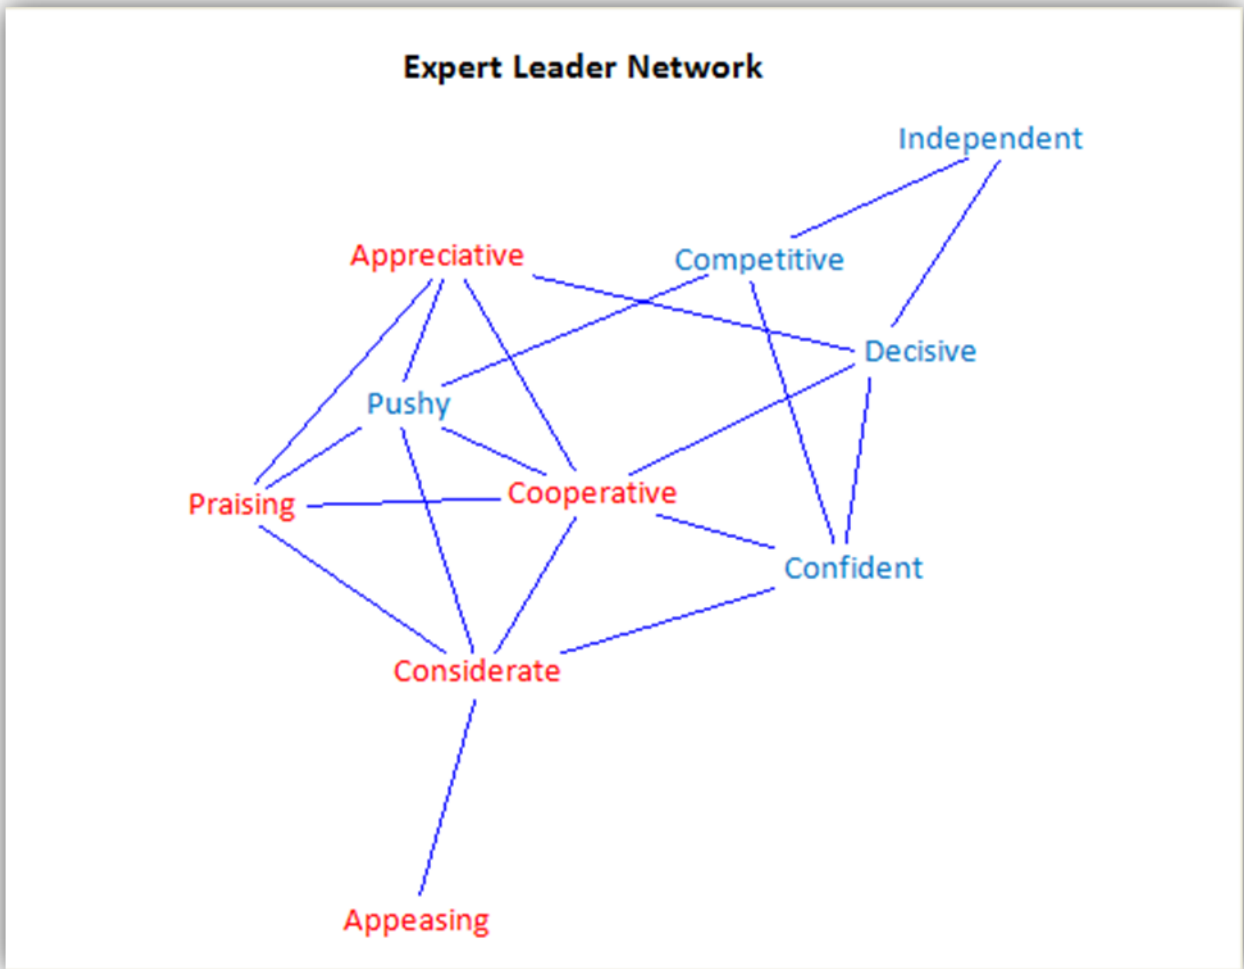 Expert Leader Network
Independent
Appreciative
Competitive
Decisive
Pushy
Cooperative
Praising
Confident
Considerate
Appeasing